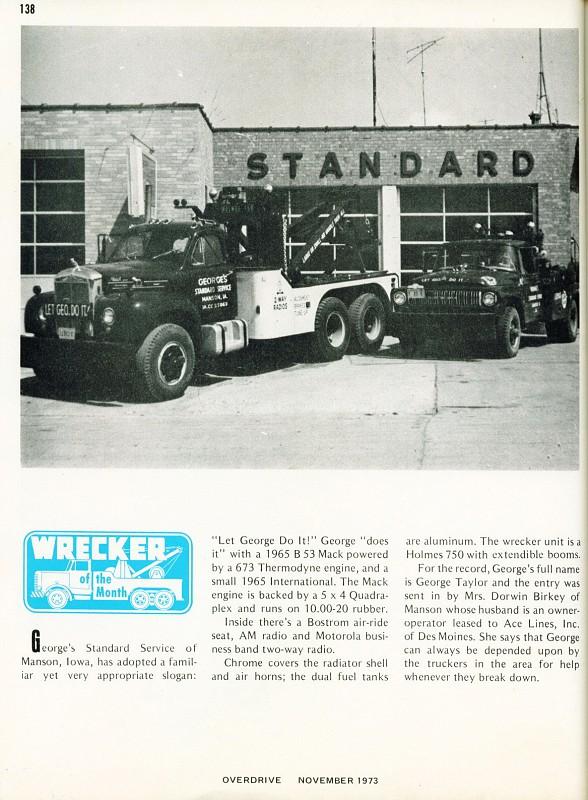 138
STANDARD
GEORGE'S
STANDARD SERVICE
MANSON, IA.
LET GEO. DO IT!
2-WAY
RADIOS
LET GEO. DO IT
WRECKER
of the
Month
George's Standard Service of
Manson, Iowa, has adopted a famil-
iar yet very appropriate slogan:
"Let George Do It!" George "does
it" with a 1965 B 53 Mack powered
by a 673 Thermodyne engine, and a
small 1965 International. The Mack
engine is backed by a 5 x 4 Quadra-
plex and runs on 10.00-20 rubber.
Inside there's a Bostrom air-ride
seat, AM radio and Motorola busi-
ness band two-way radio.
Chrome covers the radiator shell
and air horns; the dual fuel tanks
are aluminum. The wrecker unit is a
Holmes 750 with extendible booms.
For the record, George's full name
is George Taylor and the entry was
sent in by Mrs. Dorwin Birkey of
Manson whose husband is an owner-
operator leased to Ace Lines, Inc.
of Des Moines. She says that George
can always be depended upon by
the truckers in the area for help
whenever they break down.
OVERDRIVE NOVEMBER 1973